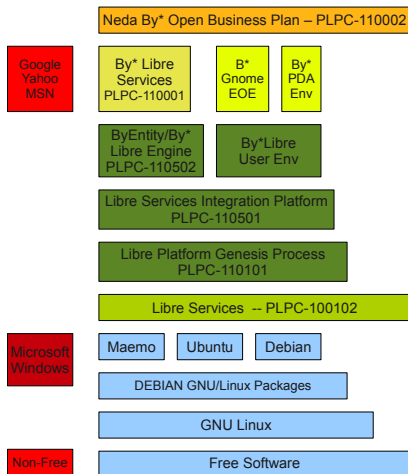 Neda By* Open Business Plan – PLPC-110002
Google
Yahoo
MSN
By* Libre
Services
PLPC-110001
B*
Gnome
EOE
By*
PDA
Env
ByEntity/By*
Libre Engine
PLPC-110502
By*Libre
User Env
Libre Services Integration Platform
PLPC-110501
Libre Platform Genesis Process
PLPC-110101
Libre Services -- PLPC-100102
Microsoft
Windows
Maemo
Ubuntu
Debian
DEBIAN GNU/Linux Packages
GNU Linux
Non-Free
Free Software